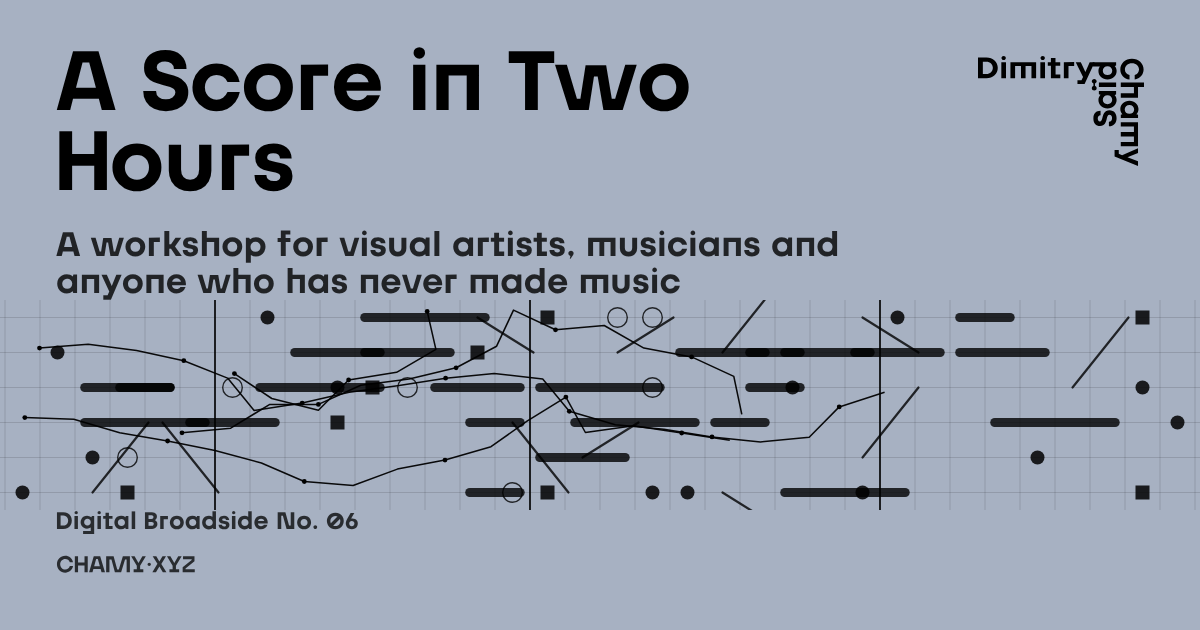 A Score in Two
Hours
Dimitry
Saïd
Chamy
A workshop for visual artists, musicians and
anyone who has never made music
Digital Broadside No. 06
CHAMY·XYZ